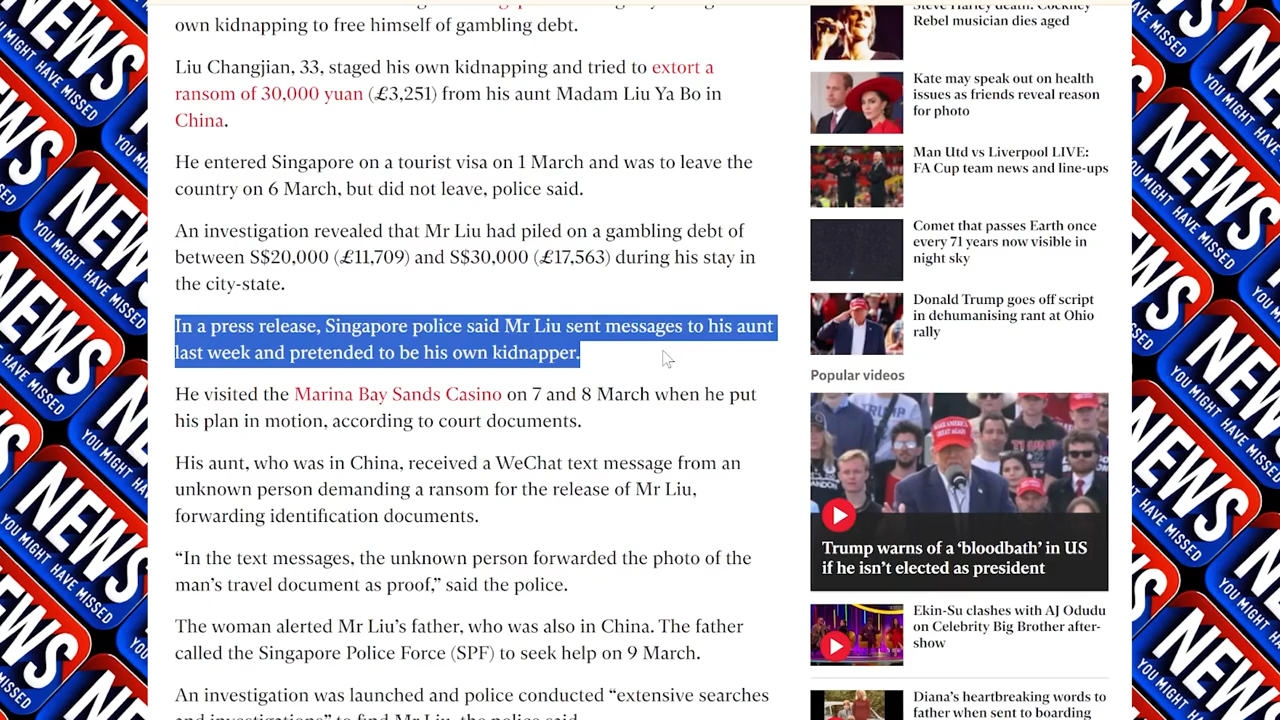 own kidnapping to free himself of gambling debt.
Liu Changjian, 33, staged his own kidnapping and tried to extort a
ransom of 30,000 yuan (£3,251) from his aunt Madam Liu Ya Bo in
China.
He entered Singapore on a tourist visa on 1 March and was to leave the
country on 6 March, but did not leave, police said.
An investigation revealed that Mr Liu had piled on a gambling debt of
between S$20,000 (£11,709) and S$30,000 (£17,563) during his stay in
the city-state.
In a press release, Singapore police said Mr Liu sent messages to his aunt
last week and pretended to be his own kidnapper.
He visited the Marina Bay Sands Casino on 7 and 8 March when he put
his plan in motion, according to court documents.
His aunt, who was in China, received a WeChat text message from an
unknown person demanding a ransom for the release of Mr Liu,
forwarding identification documents.
“In the text messages, the unknown person forwarded the photo of the
man’s travel document as proof,” said the police.
The woman alerted Mr Liu’s father, who was also in China. The father
the Singapore Police Force (SPF) to seek help on 9 March.
An investigation was launched and police conducted “extensive searches
and investigations” to find Mr Liu, the police said.
Steve Harley death: Cockney
Rebel musician dies aged
Kate may speak out on health
issues as friends reveal reason
for photo
Man Utd vs Liverpool LIVE:
FA Cup team news and line-ups
Comet that passes Earth once
every 71 years now visible in
night sky
Donald Trump goes off script
in dehumanising rant at Ohio
rally
Popular videos
Trump warns of a ‘bloodbath’ in US
if he isn’t elected as president
Ekin-Su clashes with AJ Odudu
on Celebrity Big Brother after-
show
Diana’s heartbreaking words to
father when sent to boarding
NEWS
YOU MIGHT HAVE MISSED